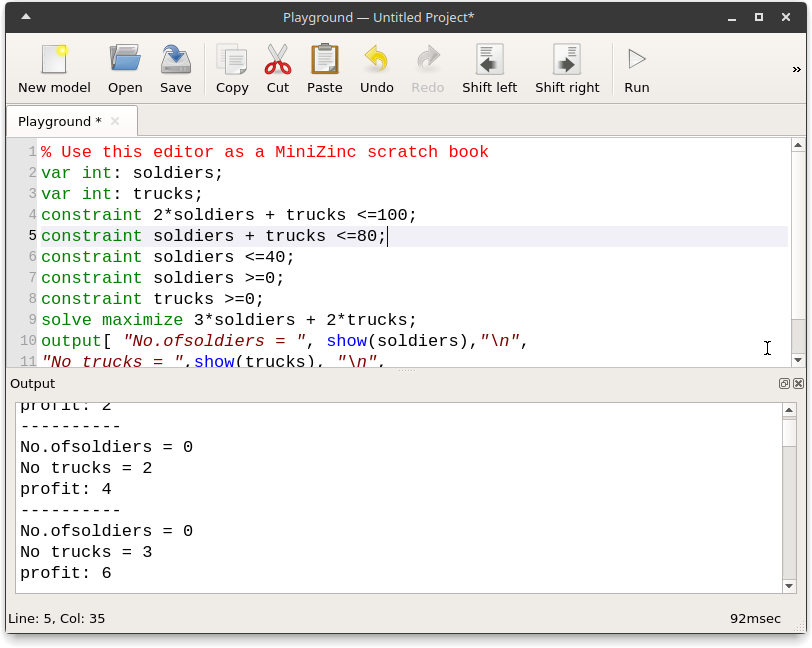 Playground — Untitled Project*
New model Open Save Copy Cut Paste Undo Redo Shift left Shift right Run »
Playground *
1 % Use this editor as a MiniZinc scratch book
2 var int: soldiers;
3 var int: trucks;
4 constraint 2*soldiers + trucks <=100;
5 constraint soldiers + trucks <=80;
6 constraint soldiers <=40;
7 constraint soldiers >=0;
8 constraint trucks >=0;
9 solve maximize 3*soldiers + 2*trucks;
10 output[ "No.ofsoldiers = ", show(soldiers),"\n",
11 "No trucks = ",show(trucks), "\n",
Output
profit: 2
----------
No.ofsoldiers = 0
No trucks = 2
profit: 4
----------
No.ofsoldiers = 0
No trucks = 3
profit: 6
Line: 5, Col: 35 92msec